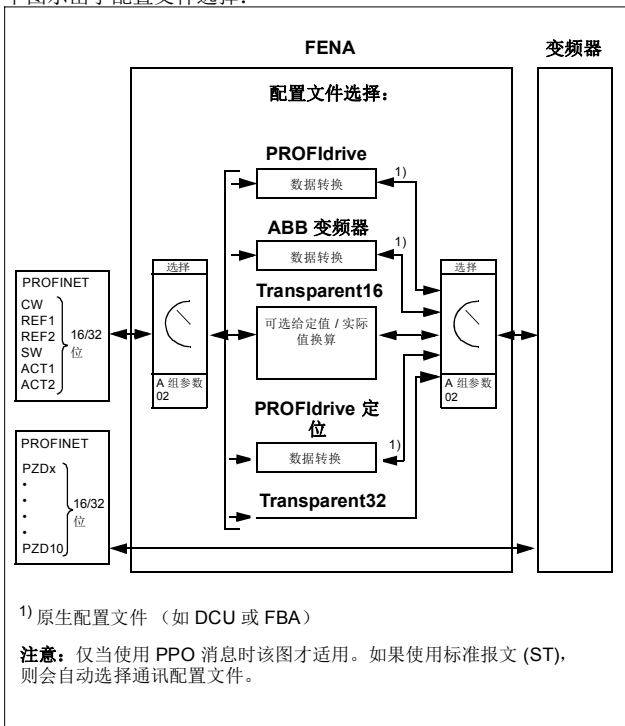 下图示出了配置文件选择：
FENA
变频器
配置文件选择：
PROFIdrive
1)
数据转换
ABB 变频器
1)
数据转换
选择
选择
Transparent16
可选给定值 / 实际
值换算
PROFINET
CW
REF1
REF2
SW
ACT1
ACT2
16/32
位
A 组参数
02
A 组参数
02
PROFIdrive 定
位
1)
数据转换
Transparent32
PROFINET
PZDx
•
•
•
•
PZD10
16/32
位
1) 原生配置文件 （如 DCU 或 FBA）
注意：仅当使用 PPO 消息时该图才适用。如果使用标准报文 (ST)，
则会自动选择通讯配置文件。